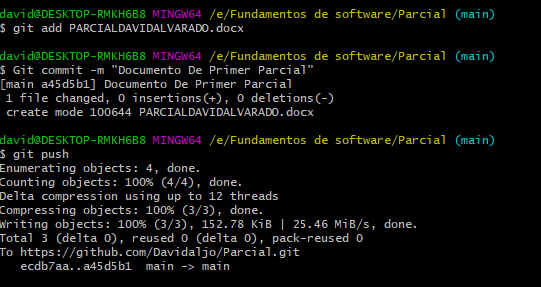 david@DESKTOP-RMKH6B8 MINGW64 /e/Fundamentos de software/Parcial (main)
$ git add PARCIALDAVIDALVARADO.docx
david@DESKTOP-RMKH6B8 MINGW64 /e/Fundamentos de software/Parcial (main)
$ Git commit -m "Documento De Primer Parcial"
[main a45d5b1] Documento De Primer Parcial
1 file changed, 0 insertions(+), 0 deletions(-)
create mode 100644 PARCIALDAVIDALVARADO.docx
david@DESKTOP-RMKH6B8 MINGW64 /e/Fundamentos de software/Parcial (main)
$ git push
Enumerating objects: 4, done.
Counting objects: 100% (4/4), done.
Delta compression using up to 12 threads
Compressing objects: 100% (3/3), done.
Writing objects: 100% (3/3), 152.78 KiB | 25.46 MiB/s, done.
Total 3 (delta 0), reused 0 (delta 0), pack-reused 0
To https://github.com/Davidaljo/Parcial.git
ecdb7aa..a45d5b1 main -> main